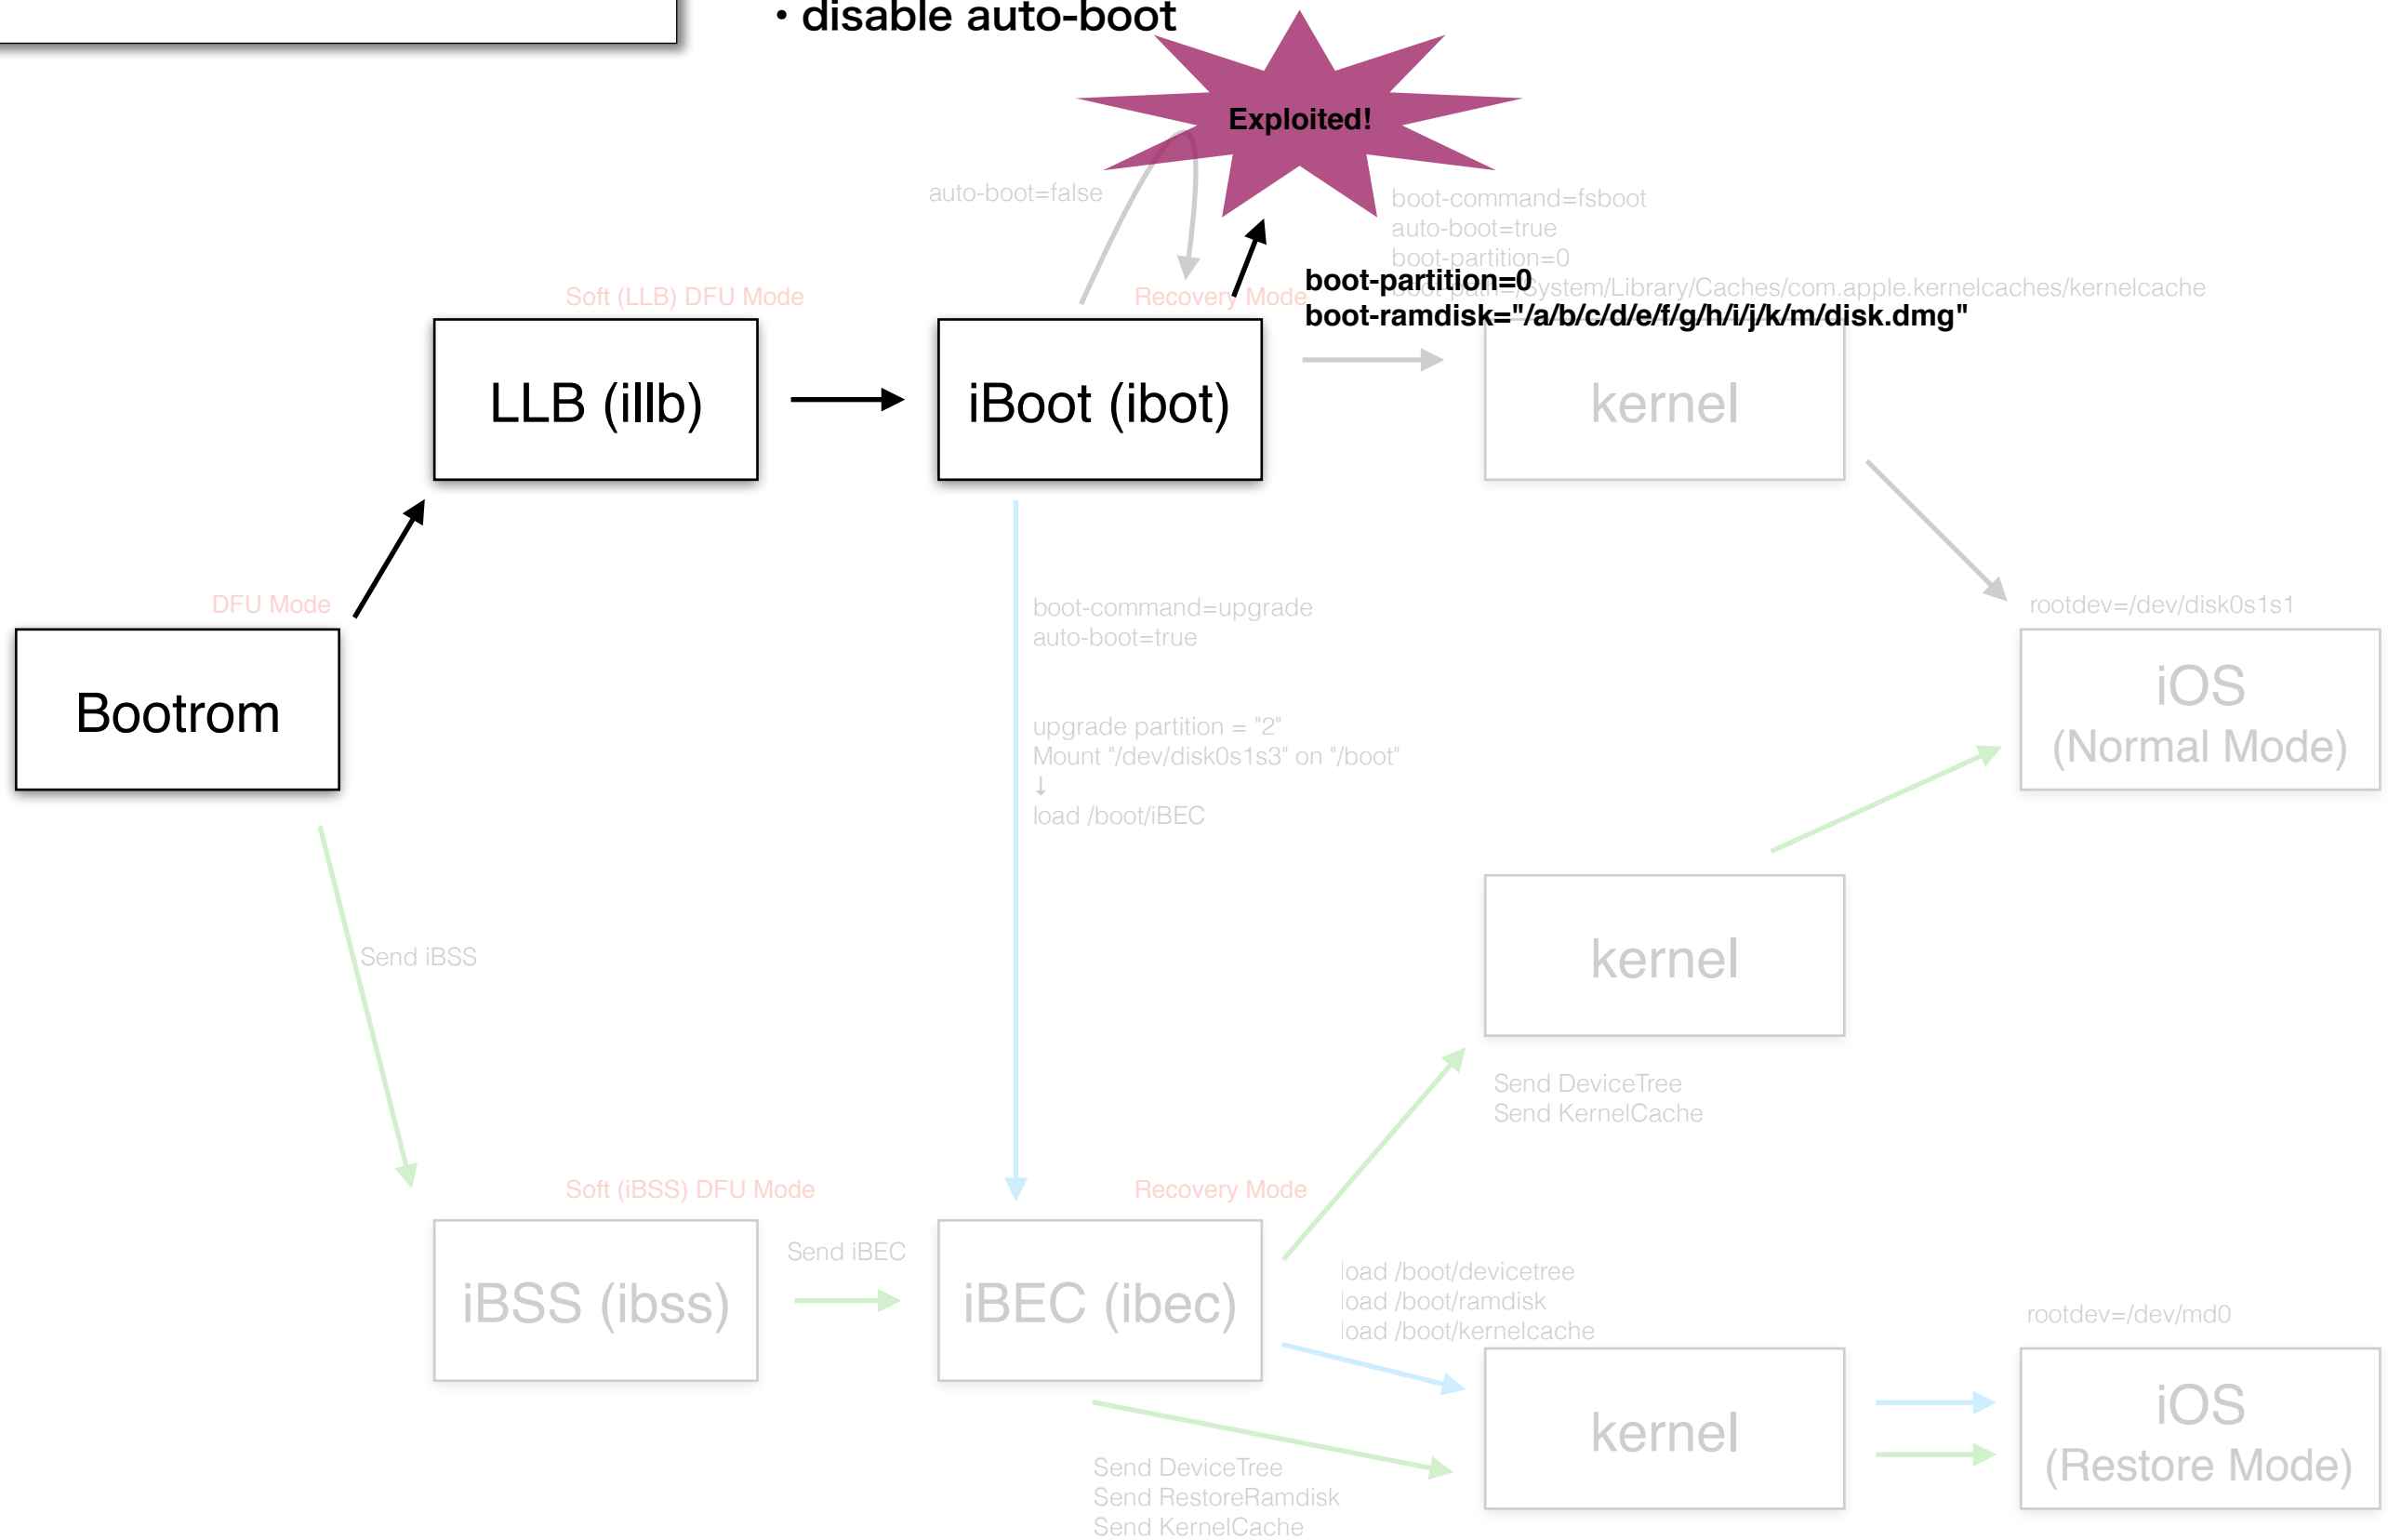 ・disable auto-boot
Exploited!
auto-boot=false
boot-command=fsboot
auto-boot=true
boot-partition=0
boot-path=/System/Library/Caches/com.apple.kernelcaches/kernelcache
boot-partition=0
boot-ramdisk="/a/b/c/d/e/f/g/h/i/j/k/m/disk.dmg"
Soft (LLB) DFU Mode
Recovery Mode
LLB (illb)
iBoot (ibot)
kernel
DFU Mode
Bootrom
boot-command=upgrade
auto-boot=true
upgrade partition = "2"
Mount "/dev/disk0s1s3" on "/boot"
↓
load /boot/iBEC
rootdev=/dev/disk0s1s1
iOS
(Normal Mode)
Send iBSS
kernel
Send DeviceTree
Send KernelCache
Soft (iBSS) DFU Mode
Recovery Mode
iBSS (ibss)
Send iBEC
iBEC (ibec)
load /boot/devicetree
load /boot/ramdisk
load /boot/kernelcache
rootdev=/dev/md0
kernel
iOS
(Restore Mode)
Send DeviceTree
Send RestoreRamdisk
Send KernelCache